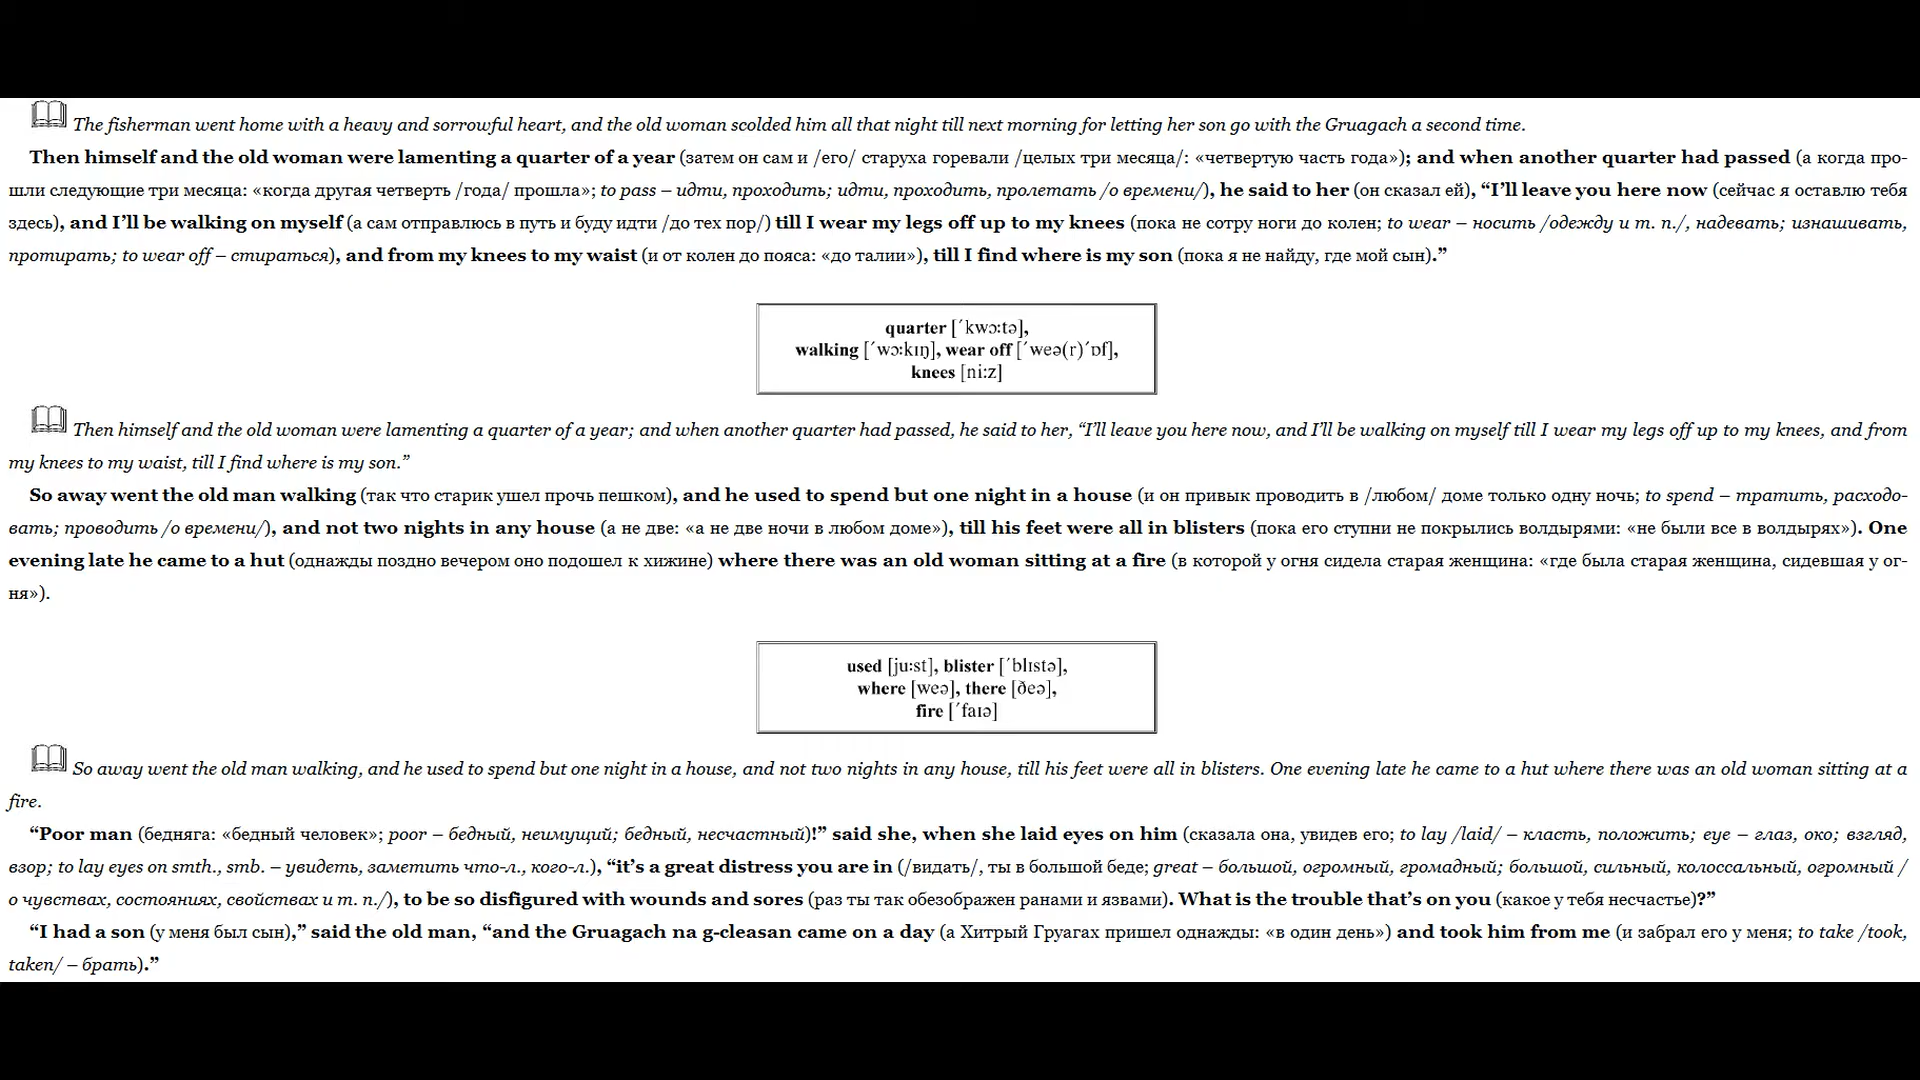 The fisherman went home with a heavy and sorrowful heart, and the old woman scolded him all that night till next morning for letting her son go with the Gruagach a second time.
Then himself and the old woman were lamenting a quarter of a year (затем он сам и /его/ старуха горевали /целых три месяца/: «четвертую часть года»); and when another quarter had passed (а когда про-
шли следующие три месяца: «когда другая четверть /года/ прошла»; to pass – идти, проходить; идти, проходить, пролетать /о времени/), he said to her (он сказал ей), “I’ll leave you here now (сейчас я оставлю тебя
здесь), and I’ll be walking on myself (а сам отправлюсь в путь и буду идти /до тех пор/) till I wear my legs off up to my knees (пока не сотру ноги до колен; to wear – носить /одежду и т. п./, надевать; изнашивать,
протирать; to wear off – стираться), and from my knees to my waist (и от колен до пояса: «до талии»), till I find where is my son (пока я не найду, где мой сын).”
quarter [ˊkwɔ:tə],
walking [ˊwɔ:kıŋ], wear off [ˊweə(r)ˊɒf],
knees [ni:z]
Then himself and the old woman were lamenting a quarter of a year; and when another quarter had passed, he said to her, “I’ll leave you here now, and I’ll be walking on myself till I wear my legs off up to my knees, and from
my knees to my waist, till I find where is my son.”
So away went the old man walking (так что старик ушел прочь пешком), and he used to spend but one night in a house (и он привык проводить в /любом/ доме только одну ночь; to spend – тратить, расходо-
вать; проводить /о времени/), and not two nights in any house (а не две: «а не две ночи в любом доме»), till his feet were all in blisters (пока его ступни не покрылись волдырями: «не были все в волдырях»). One
evening late he came to a hut (однажды поздно вечером оно подошел к хижине) where there was an old woman sitting at a fire (в которой у огня сидела старая женщина: «где была старая женщина, сидевшая у ог-
ня»).
used [ju:st], blister [ˊblıstə],
where [weə], there [ðeə],
fire [ˊfaıə]
So away went the old man walking, and he used to spend but one night in a house, and not two nights in any house, till his feet were all in blisters. One evening late he came to a hut where there was an old woman sitting at a
fire.
“Poor man (бедняга: «бедный человек»; poor – бедный, неимущий; бедный, несчастный)!” said she, when she laid eyes on him (сказала она, увидев его; to lay /laid/ – класть, положить; eye – глаз, око; взгляд,
взор; to lay eyes on smth., smb. – увидеть, заметить что-л., кого-л.), “it’s a great distress you are in (/видать/, ты в большой беде; great – большой, огромный, громадный; большой, сильный, колоссальный, огромный /
о чувствах, состояниях, свойствах и т. п./), to be so disfigured with wounds and sores (раз ты так обезображен ранами и язвами). What is the trouble that’s on you (какое у тебя несчастье)?”
“I had a son (у меня был сын),” said the old man, “and the Gruagach na g-cleasan came on a day (а Хитрый Груагах пришел однажды: «в один день») and took him from me (и забрал его у меня; to take /took,
taken/ – брать).”